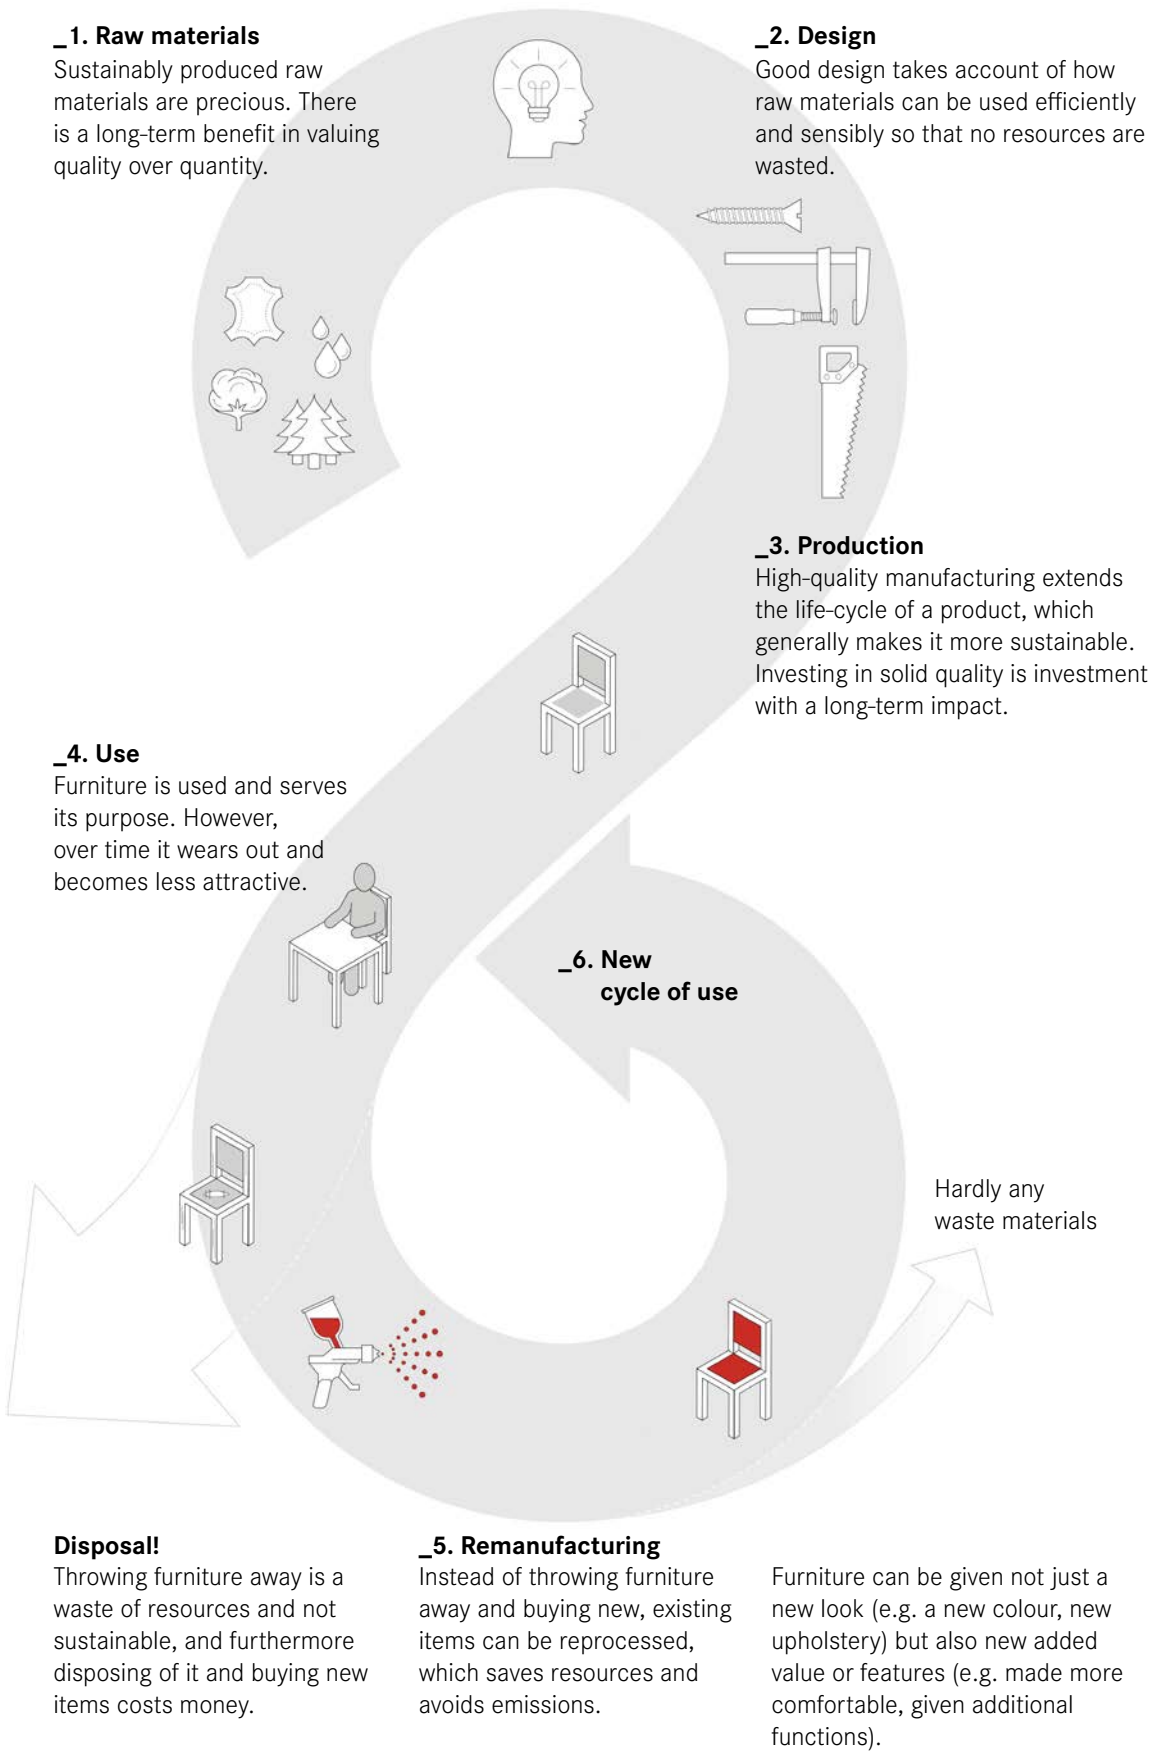 _1. Raw materials
Sustainably produced raw
materials are precious. There
is a long-term benefit in valuing
quality over quantity.
_2. Design
Good design takes account of how
raw materials can be used efficiently
and sensibly so that no resources are
wasted.
_3. Production
High-quality manufacturing extends
the life-cycle of a product, which
generally makes it more sustainable.
Investing in solid quality is investment
with a long-term impact.
_4. Use
Furniture is used and serves
its purpose. However,
over time it wears out and
becomes less attractive.
_6. New
cycle of use
Hardly any
waste materials
Disposal!
Throwing furniture away is a
waste of resources and not
sustainable, and furthermore
disposing of it and buying new
items costs money.
_5. Remanufacturing
Instead of throwing furniture
away and buying new, existing
items can be reprocessed,
which saves resources and
avoids emissions.
Furniture can be given not just a
new look (e.g. a new colour, new
upholstery) but also new added
value or features (e.g. made more
comfortable, given additional
functions).